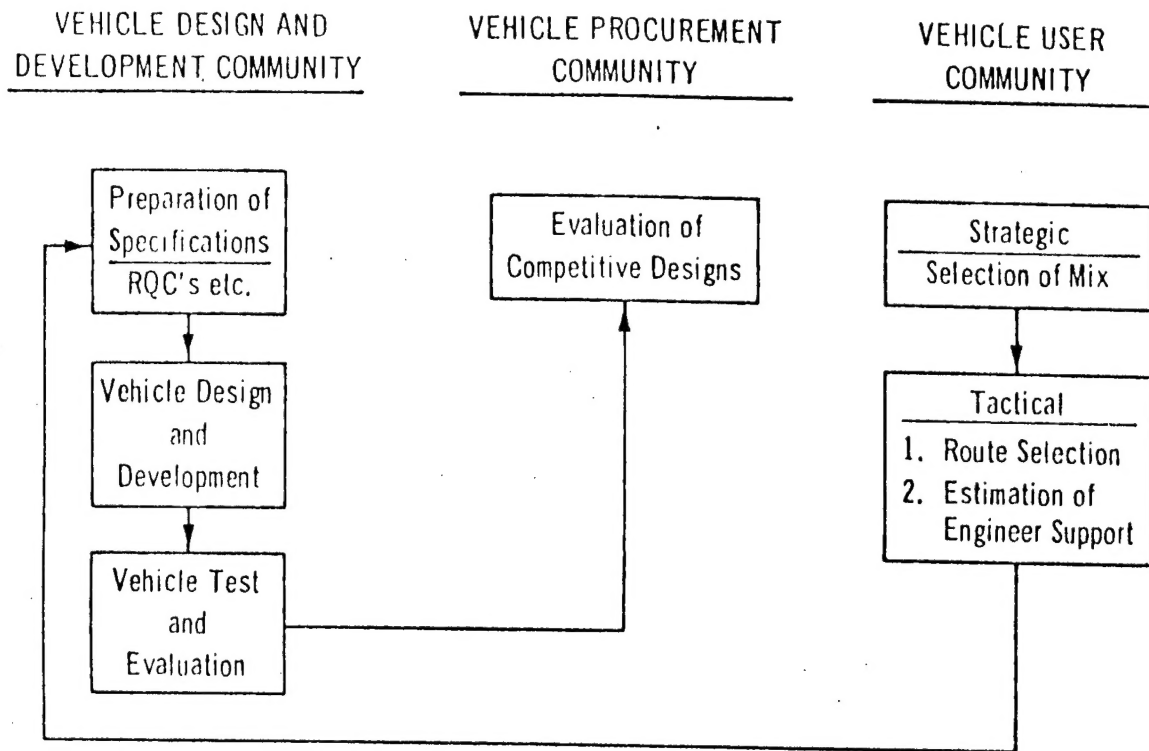 VEHICLE DESIGN AND
DEVELOPMENT COMMUNITY
VEHICLE PROCUREMENT
COMMUNITY
VEHICLE USER
COMMUNITY
Preparation of
Specifications
RQC's etc.
Vehicle Design
and
Development
Vehicle Test
and
Evaluation
Evaluation of
Competitive Designs
Strategic
Selection of Mix
Tactical
1. Route Selection
2. Estimation of
Engineer Support